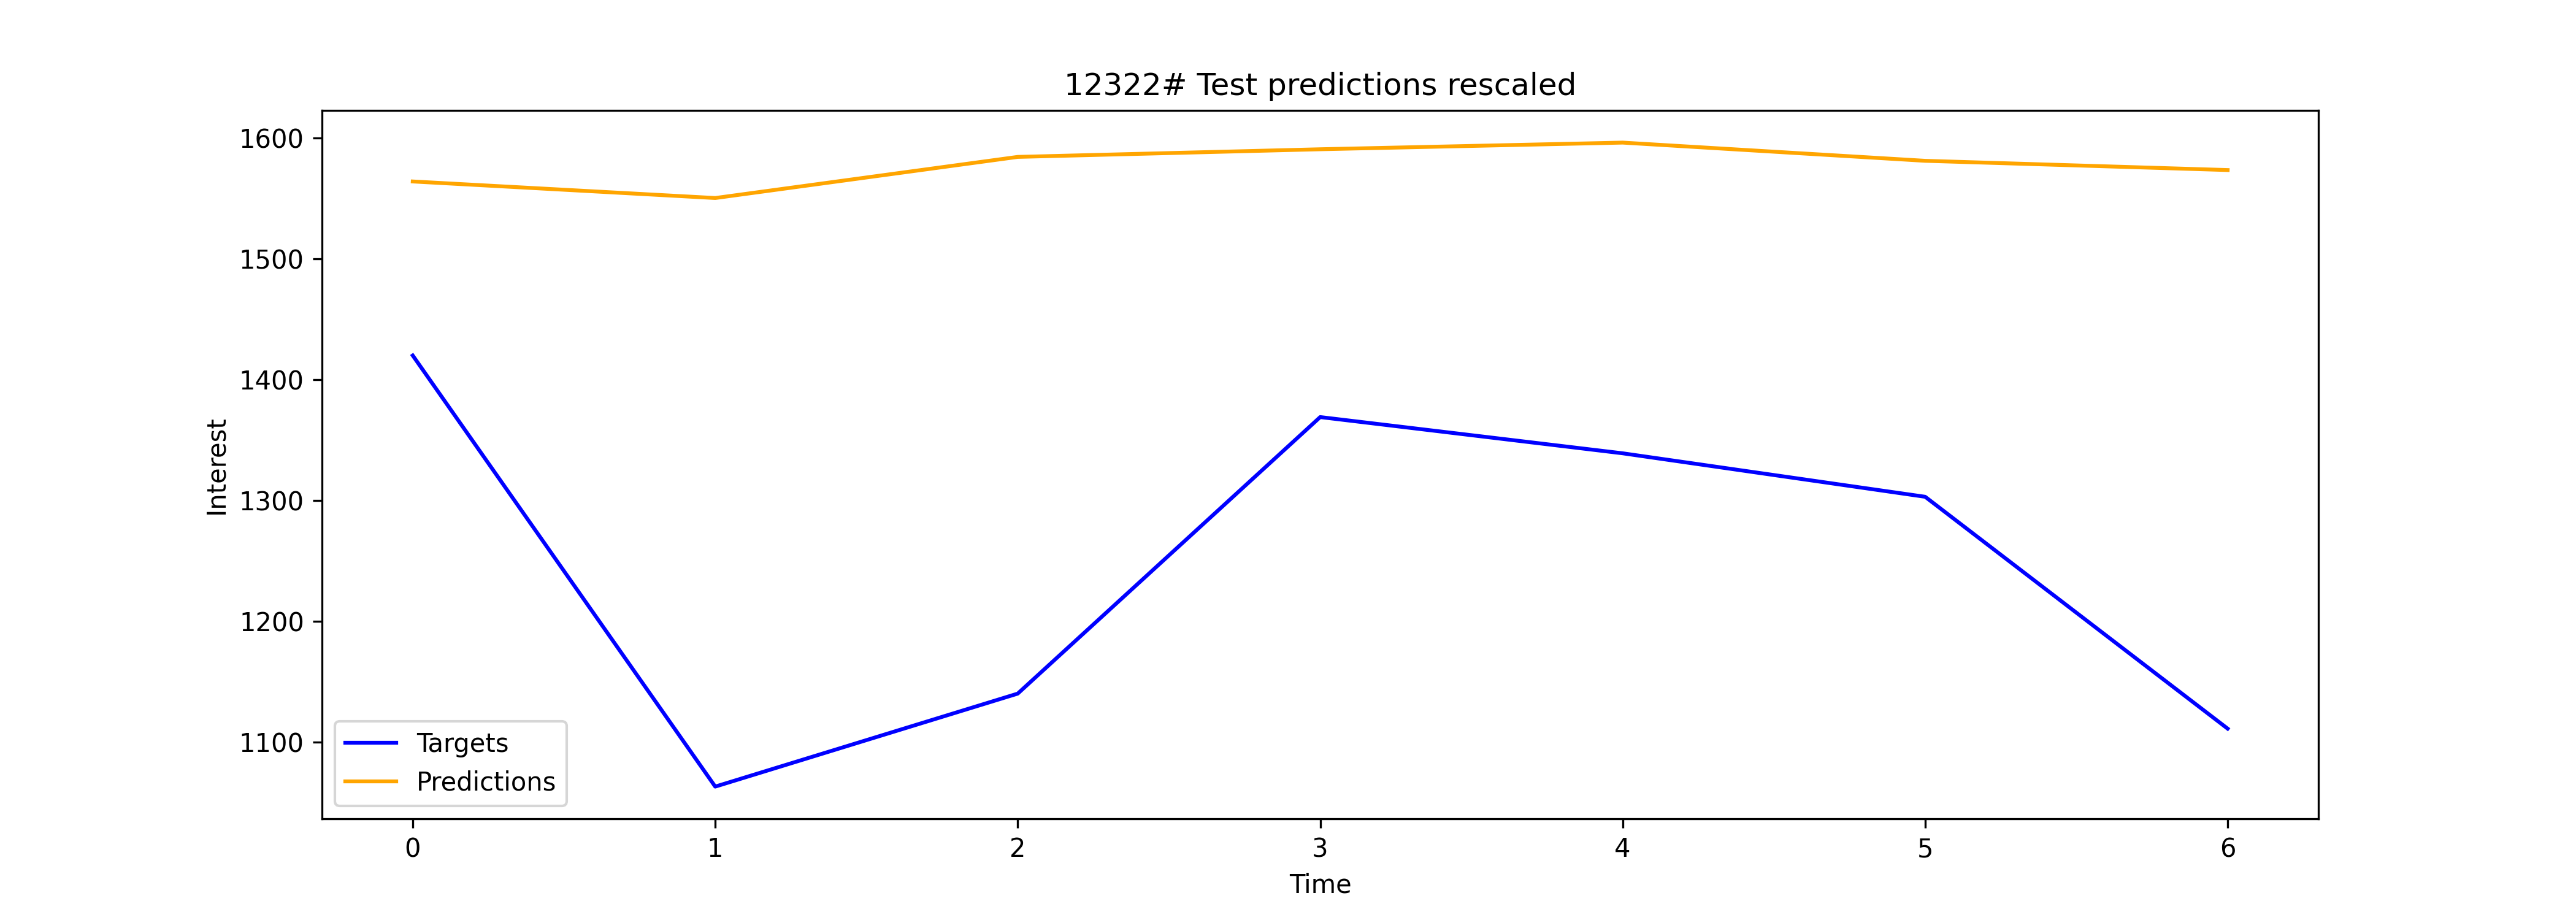 12322# Test predictions rescaled
1600
1500
1400
1300
1200
1100
Interest
Targets
Predictions
0 1 2 3 4 5 6
Time